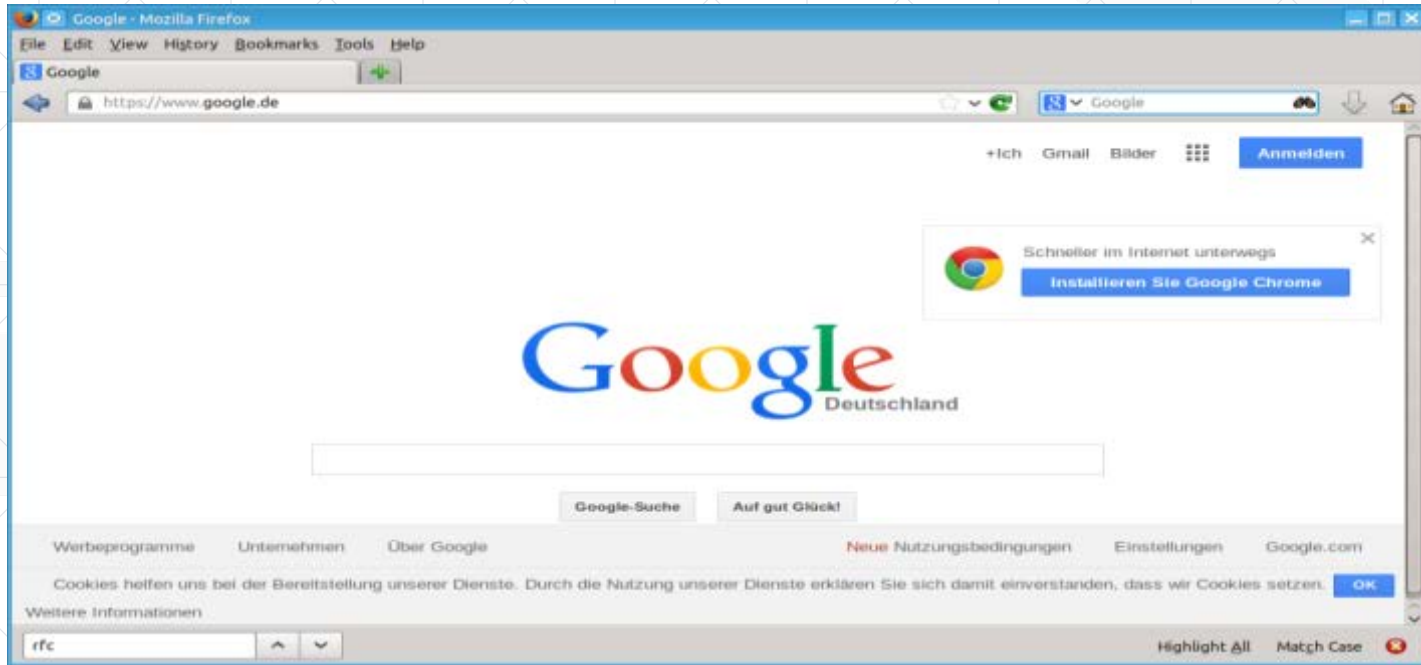 Google - Mozilla Firefox
File Edit View History Bookmarks Tools Help
Google
https://www.google.de Google
+Ich Gmail Bilder Anmelden
Schneller im Internet unterwegs
Installieren Sie Google Chrome
Google
Deutschland
Google-Suche Auf gut Glück!
Werbeprogramme Unternehmen Über Google Neue Nutzungsbedingungen Einstellungen Google.com
Cookies helfen uns bei der Bereitstellung unserer Dienste. Durch die Nutzung unserer Dienste erklären Sie sich damit einverstanden, dass wir Cookies setzen. OK
Weitere Informationen
rfc Highlight All Match Case